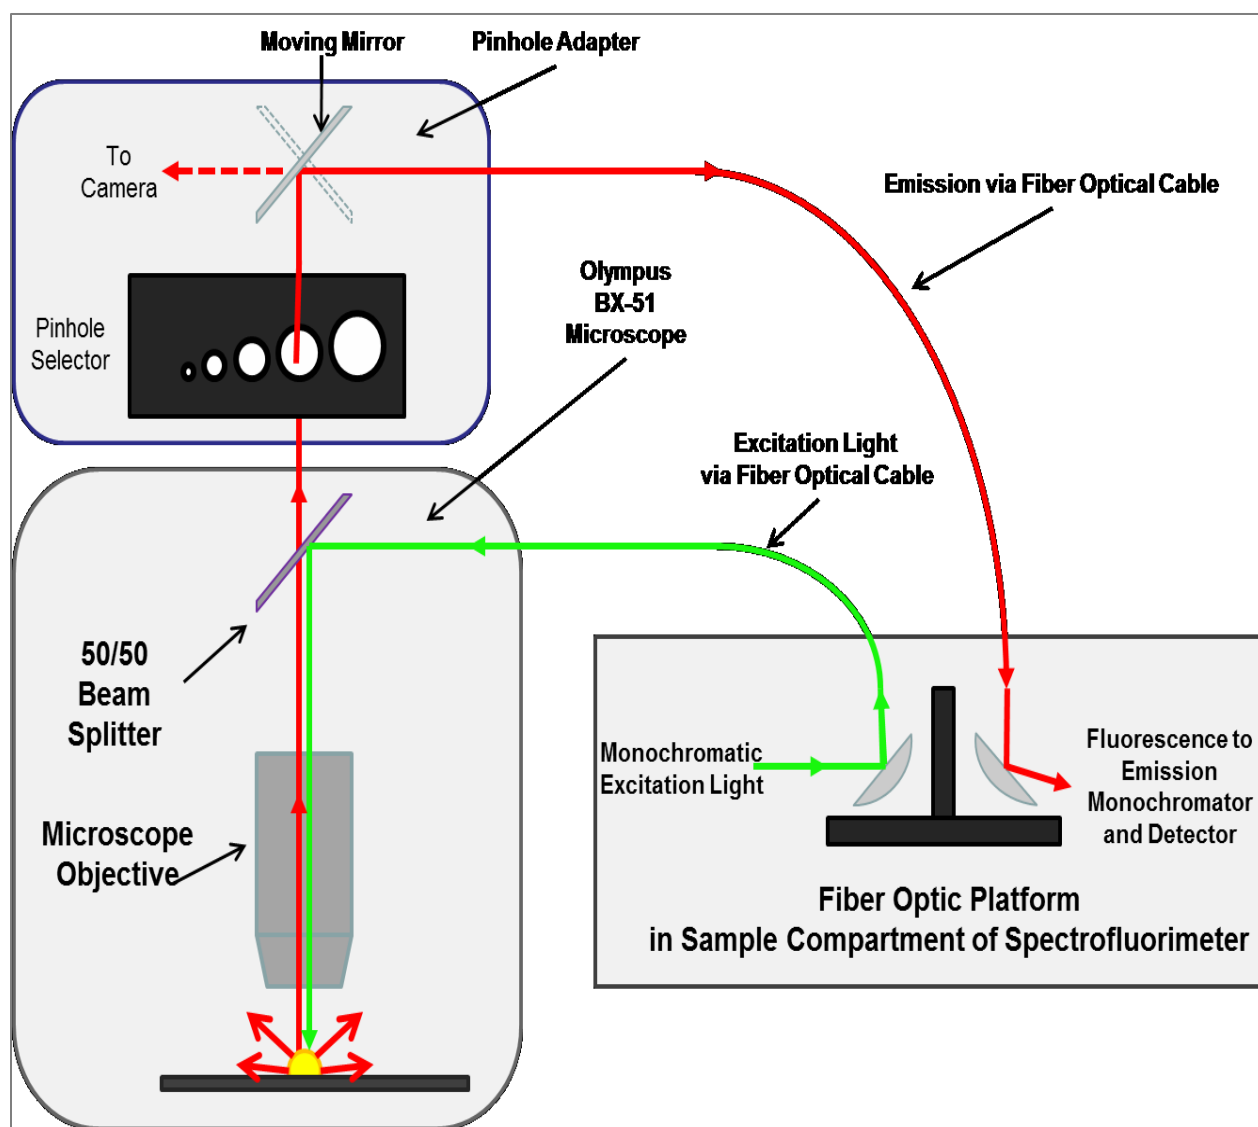 Moving Mirror
Pinhole Adapter
To
Camera
Emission via Fiber Optical Cable
Olympus
BX-51
Microscope
Pinhole
Selector
Excitation Light
via Fiber Optical Cable
50/50
Beam
Splitter
Monochromatic
Excitation Light
Fluorescence to
Emission
Monochromator
and Detector
Microscope
Objective
Fiber Optic Platform
in Sample Compartment of Spectrofluorimeter